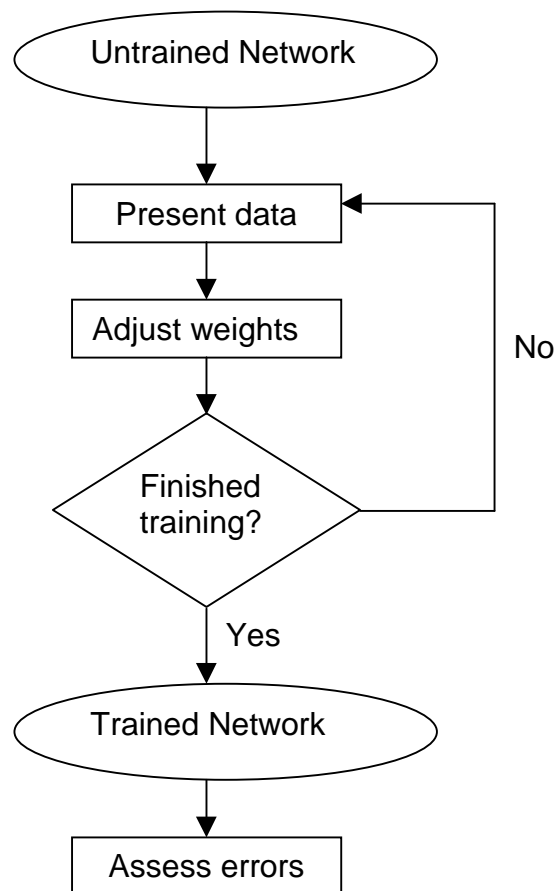 Untrained Network
Present data
Adjust weights
No
Finished
training?
Yes
Trained Network
Assess errors